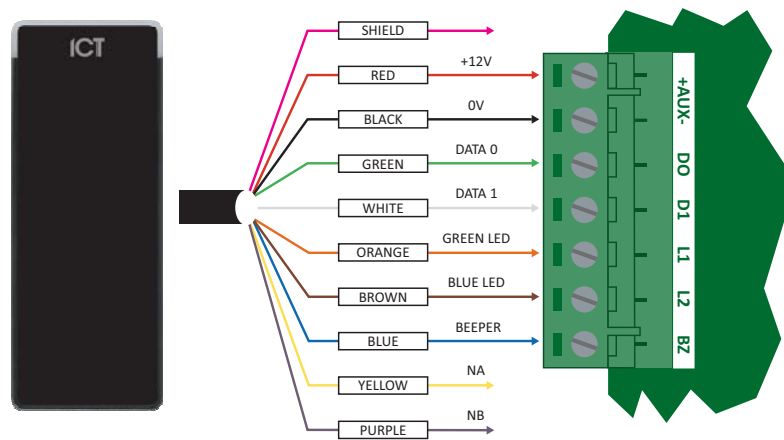 ICT
SHIELD
RED +12V
BLACK 0V
GREEN DATA 0
WHITE DATA 1
ORANGE GREEN LED
BROWN BLUE LED
BLUE BEEPER
YELLOW NA
PURPLE NB
+AUX-
DO
D1
L1
L2
BZ